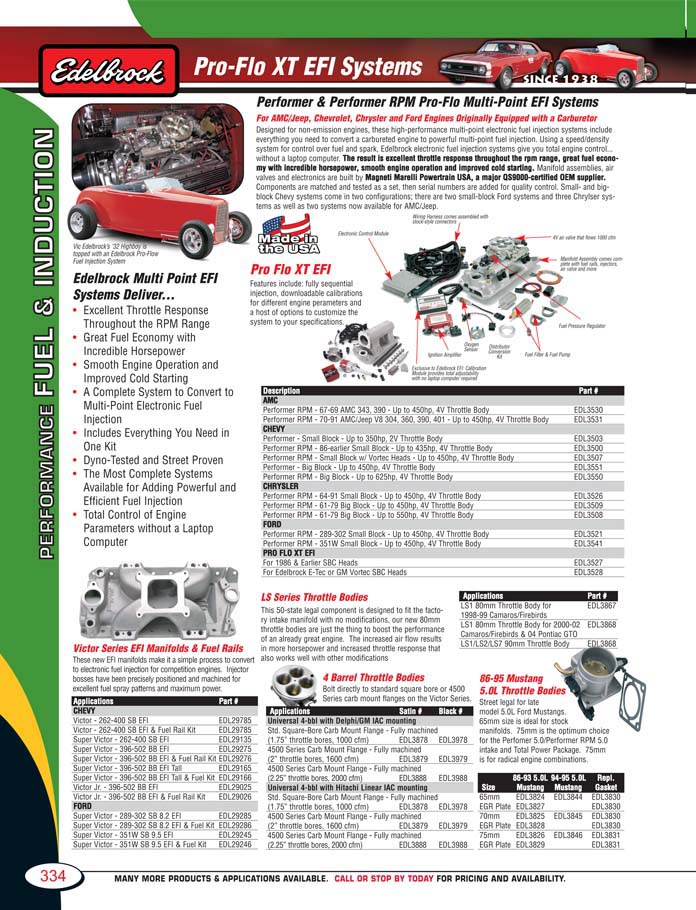 Edelbrock
Pro-Flo XT EFI Systems
SINCE 1938
PERFORMANCE FUEL & INDUCTION
Performer & Performer RPM Pro-Flo Multi-Point EFI Systems
For AMC/Jeep, Chevrolet, Chrysler and Ford Engines Originally Equipped with a Carburetor
Designed for non-emission engines, these high-performance multi-point electronic fuel injection systems include
everything you need to convert a carbureted engine to powerful multi-point fuel injection. Using a speed/density
system for control over fuel and spark, Edelbrock electronic fuel injection systems give you total engine control...
without a laptop computer. The result is excellent throttle response throughout the rpm range, great fuel econo-
my with incredible horsepower, smooth engine operation and improved cold starting. Manifold assemblies, air
valves and electronics are built by Magneti Marelli Powertrain USA, a major QS9000-certified OEM supplier.
Components are matched and tested as a set, then serial numbers are added for quality control. Small- and big-
block Chevy systems come in two configurations; there are two small-block Ford systems and three Chrylser sys-
tems as well as two systems now available for AMC/Jeep.
Vic Edelbrock's '32 Highboy is
topped with an Edelbrock Pro-Flow
Fuel Injection System
Edelbrock Multi Point EFI
Systems Deliver...
• Excellent Throttle Response
Throughout the RPM Range
• Great Fuel Economy with
Incredible Horsepower
• Smooth Engine Operation and
Improved Cold Starting
• A Complete System to Convert to
Multi-Point Electronic Fuel
Injection
• Includes Everything You Need in
One Kit
• Dyno-Tested and Street Proven
• The Most Complete Systems
Available for Adding Powerful and
Efficient Fuel Injection
• Total Control of Engine
Parameters without a Laptop
Computer
Made in
the USA
Pro Flo XT EFI
Features include: fully sequential
injection, downloadable calibrations
for different engine perameters and
a host of options to customize the
system to your specifications.
Wiring Harness comes assembled with
stock-style connectors
Electronic Control Module
4V air valve that flows 1000 cfm
Manifold Assembly comes com-
plete with fuel rails, injectors,
air valve and more
Fuel Pressure Regulator
Oxygen
Sensor
Distributor
Conversion
Kit
Ignition Amplifier
Fuel Filter & Fuel Pump
Exclusive to Edelbrock EFI: Calibration
Module provides total adjustability
with no laptop computer required
Description Part #
AMC
Performer RPM - 67-69 AMC 343, 390 - Up to 450hp, 4V Throttle Body EDL3530
Performer RPM - 70-91 AMC/Jeep V8 304, 360, 390, 401 - Up to 450hp, 4V Throttle Body EDL3531
CHEVY
Performer - Small Block - Up to 350hp, 2V Throttle Body EDL3503
Performer RPM - 86-earlier Small Block - Up to 435hp, 4V Throttle Body EDL3500
Performer RPM - Small Block w/ Vortec Heads - Up to 450hp, 4V Throttle Body EDL3507
Performer - Big Block - Up to 450hp, 4V Throttle Body EDL3551
Performer RPM - Big Block - Up to 625hp, 4V Throttle Body EDL3550
CHRYSLER
Performer RPM - 64-91 Small Block - Up to 450hp, 4V Throttle Body EDL3526
Performer RPM - 61-79 Big Block - Up to 450hp, 4V Throttle Body EDL3509
Performer RPM - 61-79 Big Block - Up to 550hp, 4V Throttle Body EDL3508
FORD
Performer RPM - 289-302 Small Block - Up to 450hp, 4V Throttle Body EDL3521
Performer RPM - 351W Small Block - Up to 450hp, 4V Throttle Body EDL3541
PRO FLO XT EFI
For 1986 & Earlier SBC Heads EDL3527
For Edelbrock E-Tec or GM Vortec SBC Heads EDL3528
Victor Series EFI Manifolds & Fuel Rails
These new EFI manifolds make it a simple process to convert
to electronic fuel injection for competition engines. Injector
bosses have been precisely positioned and machined for
excellent fuel spray patterns and maximum power.
Applications Part #
CHEVY
Victor - 262-400 SB EFI EDL29785
Victor - 262-400 SB EFI & Fuel Rail Kit EDL29785
Super Victor - 262-400 SB EFI EDL29135
Super Victor - 396-502 BB EFI EDL29275
Super Victor - 396-502 BB EFI & Fuel Rail Kit EDL29276
Super Victor - 396-502 BB EFI Tall EDL29165
Super Victor - 396-502 BB EFI Tall & Fuel Kit EDL29166
Victor Jr. - 396-502 BB EFI EDL29025
Victor Jr. - 396-502 BB EFI & Fuel Rail Kit EDL29026
FORD
Super Victor - 289-302 SB 8.2 EFI EDL29285
Super Victor - 289-302 SB 8.2 EFI & Fuel Kit EDL29286
Super Victor - 351W SB 9.5 EFI EDL29245
Super Victor - 351W SB 9.5 EFI & Fuel Kit EDL29246
LS Series Throttle Bodies
This 50-state legal component is designed to fit the facto-
ry intake manifold with no modifications, our new 80mm
throttle bodies are just the thing to boost the performance
of an already great engine. The increased air flow results
in more horsepower and increased throttle response that
also works well with other modifications
Applications Part #
LS1 80mm Throttle Body for EDL3867
1998-99 Camaros/Firebirds
LS1 80mm Throttle Body for 2000-02 EDL3868
Camaros/Firebirds & 04 Pontiac GTO
LS1/LS2/LS7 90mm Throttle Body EDL3868
4 Barrel Throttle Bodies
Bolt directly to standard square bore or 4500
Series carb mount flanges on the Victor Series.
Applications Satin # Black #
Universal 4-bbl with Delphi/GM IAC mounting
Std. Square-Bore Carb Mount Flange - Fully machined
(1.75" throttle bores, 1000 cfm) EDL3878 EDL3978
4500 Series Carb Mount Flange - Fully machined
(2" throttle bores, 1600 cfm) EDL3879 EDL3979
4500 Series Carb Mount Flange - Fully machined
(2.25" throttle bores, 2000 cfm) EDL3888 EDL3988
Universal 4-bbl with Hitachi Linear IAC mounting
Std. Square-Bore Carb Mount Flange - Fully machined
(1.75" throttle bores, 1000 cfm) EDL3878 EDL3978
4500 Series Carb Mount Flange - Fully machined
(2" throttle bores, 1600 cfm) EDL3879 EDL3979
4500 Series Carb Mount Flange - Fully machined
(2.25" throttle bores, 2000 cfm) EDL3888 EDL3988
86-95 Mustang
5.0L Throttle Bodies
Street legal for late
model 5.0L Ford Mustangs.
65mm size is ideal for stock
manifolds. 75mm is the optimum choice
for the Perfomer 5.0/Performer RPM 5.0
intake and Total Power Package. 75mm
is for radical engine combinations.
86-93 5.0L 94-95 5.0L Repl.
Size Mustang Mustang Gasket
65mm EDL3824 EDL3844 EDL3830
EGR Plate EDL3827 EDL3830
70mm EDL3825 EDL3845 EDL3830
EGR Plate EDL3828 EDL3830
75mm EDL3826 EDL3846 EDL3831
EGR Plate EDL3829 EDL3831
334
MANY MORE PRODUCTS & APPLICATIONS AVAILABLE. CALL OR STOP BY TODAY FOR PRICING AND AVAILABILITY.